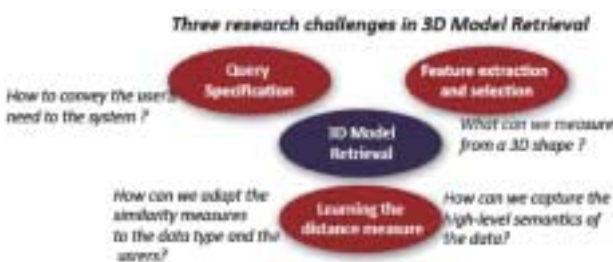 Three research challenges in 3D Model Retrieval
Query
Specification
Feature extraction
and selection
How to convey the user
need to the system ?
3D Model
Retrieval
What can we measure
from a 3D shape ?
How can we adapt the
similarity measures
to the data type and the
users?
Learning the
distance measure
How can we capture the
high-level semantics of
the data?